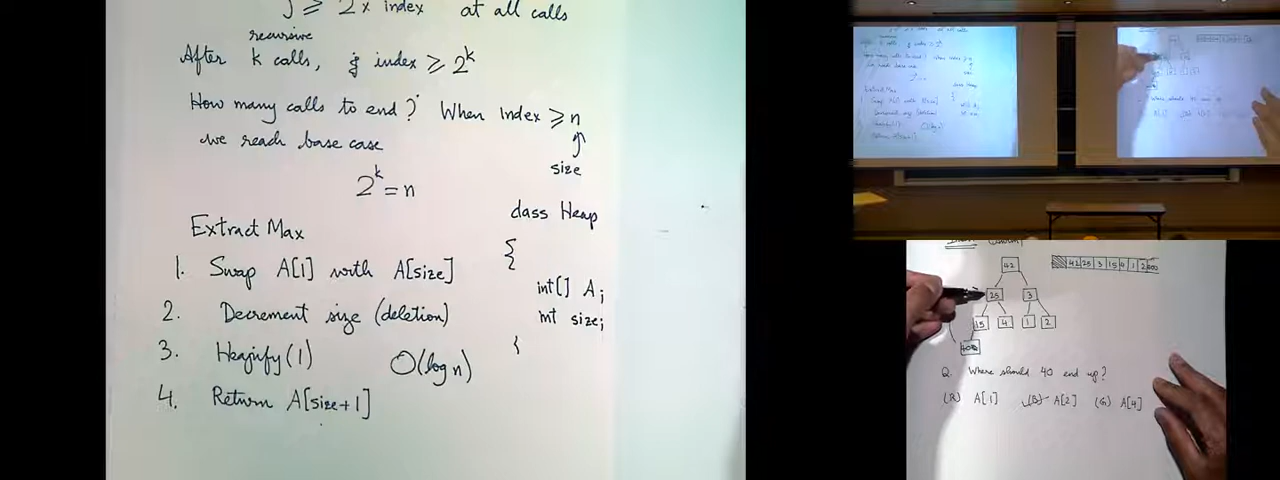 j ≥ 2 x index at all calls
recursive
After k calls, index ≥ 2^k
How many calls to end? When index ≥ n
we reach base case
size
2^k = n
class Heap
Extract Max
{
1. Swap A[1] with A[size]
int[] A;
2. Decrement size (deletion)
int size;
3. Heapify(1) O(log n)
4. Return A[size+1]
42
42 25 3 15 4 1 2
25 3
15 4 1 2
Q. Where should 40 end up?
(R) A[1] (B) A[2] (G) A[4]